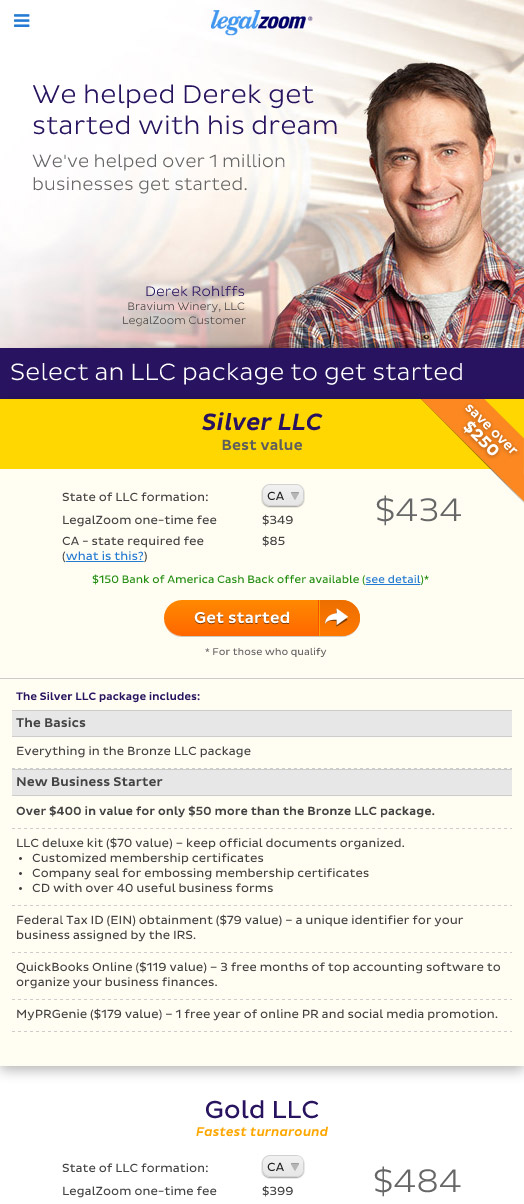 legalzoom®
We helped Derek get
started with his dream
We've helped over 1 million
businesses get started.
Derek Rohlffs
Bravium Winery, LLC
LegalZoom Customer
Select an LLC package to get started
Silver LLC
Best value
save over
$250
State of LLC formation: CA
LegalZoom one-time fee $349
$434
CA – state required fee $85
(what is this?)
$150 Bank of America Cash Back offer available (see detail)*
Get started
* For those who qualify
The Silver LLC package includes:
The Basics
Everything in the Bronze LLC package
New Business Starter
Over $400 in value for only $50 more than the Bronze LLC package.
LLC deluxe kit ($70 value) – keep official documents organized.
• Customized membership certificates
• Company seal for embossing membership certificates
• CD with over 40 useful business forms
Federal Tax ID (EIN) obtainment ($79 value) – a unique identifier for your
business assigned by the IRS.
QuickBooks Online ($119 value) – 3 free months of top accounting software to
organize your business finances.
MyPRGenie ($179 value) – 1 free year of online PR and social media promotion.
Gold LLC
Fastest turnaround
State of LLC formation: CA
LegalZoom one-time fee $399
$484